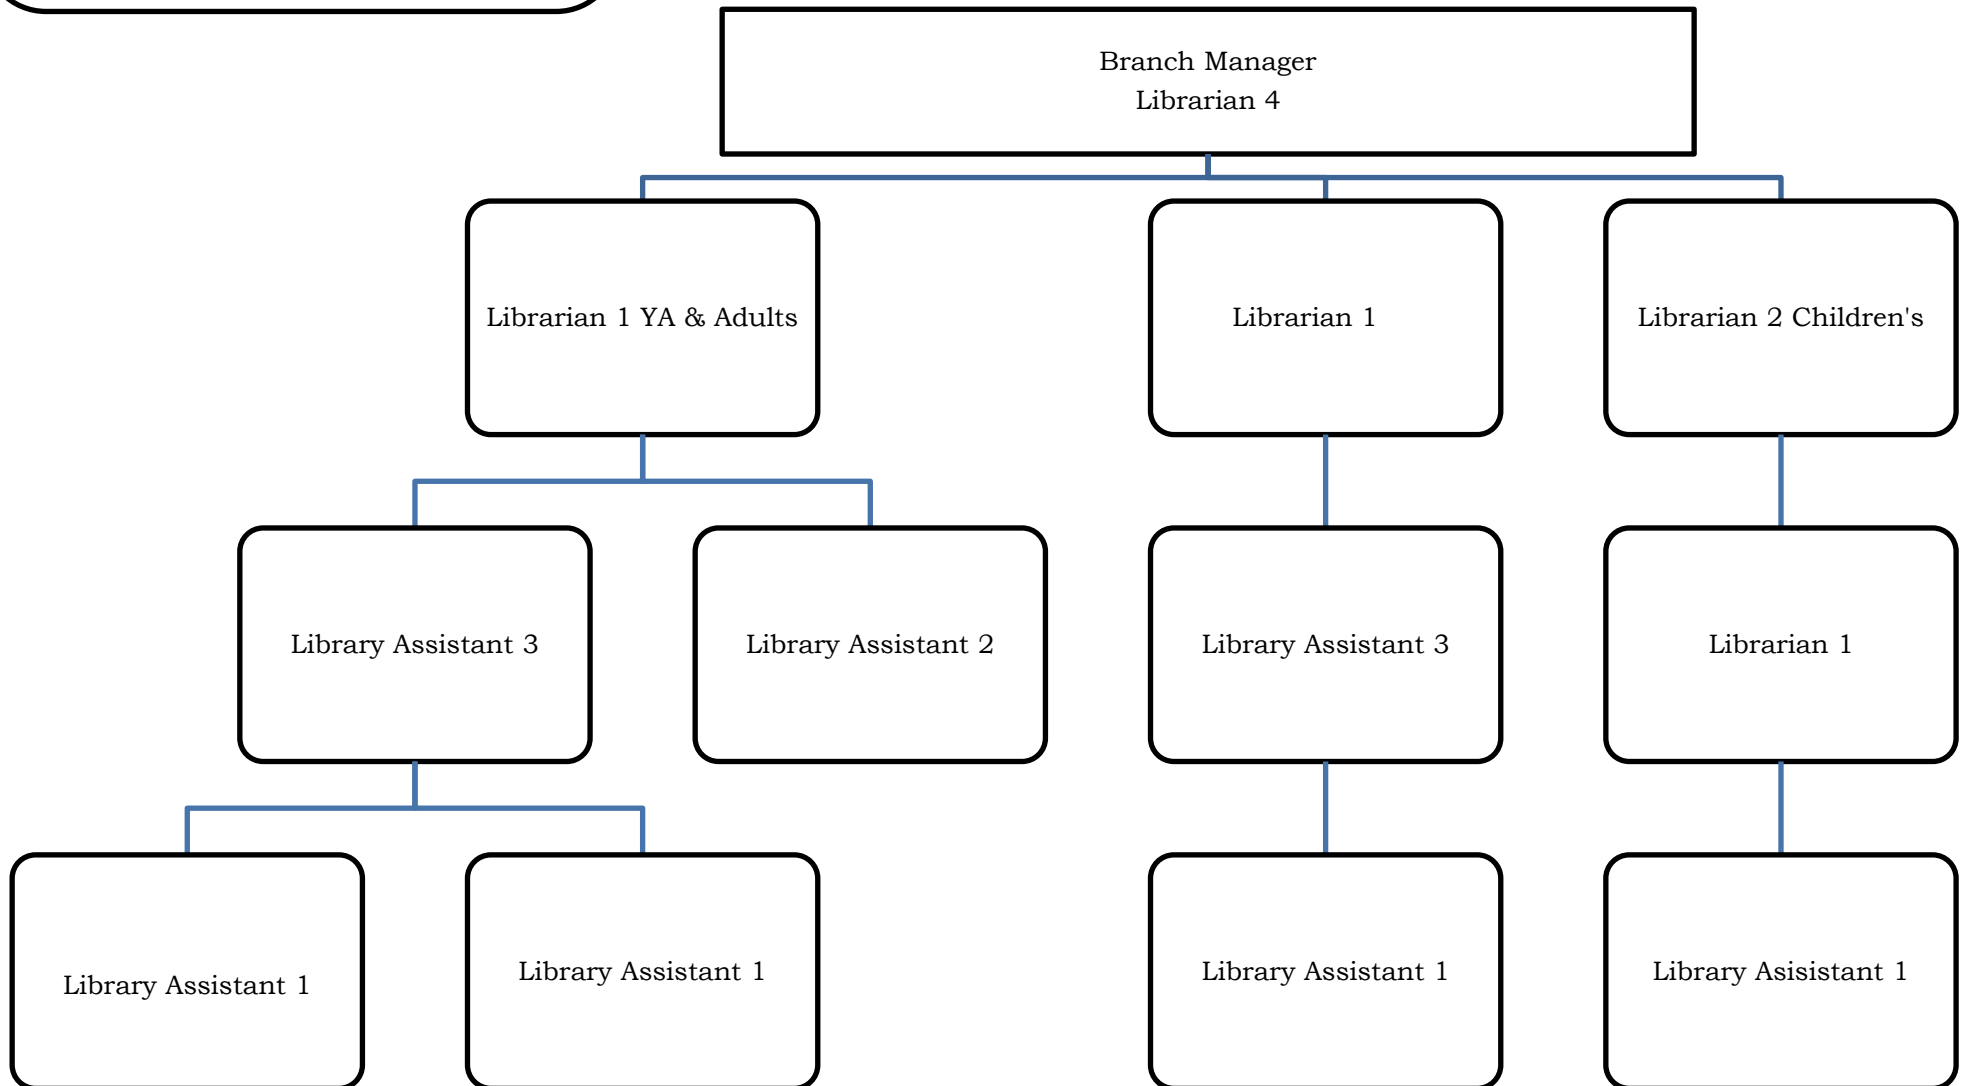 Branch Manager
Librarian 4
Librarian 1 YA & Adults
Librarian 1
Librarian 2 Children's
Library Assistant 3
Library Assistant 2
Library Assistant 3
Librarian 1
Library Assistant 1
Library Assistant 1
Library Assistant 1
Library Asisistant 1